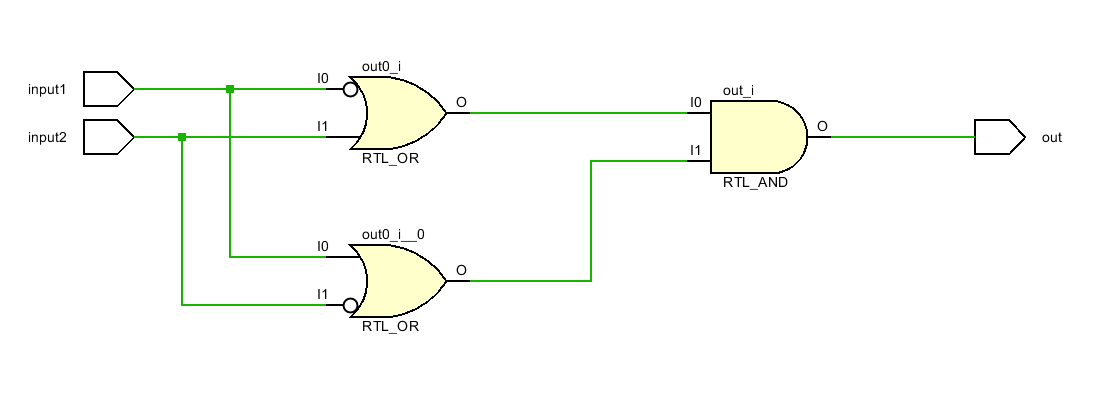 input1
input2
out0_i
I0
I1
O
RTL_OR
out0_i__0
I0
I1
O
RTL_OR
out_i
I0
I1
O
RTL_AND
out